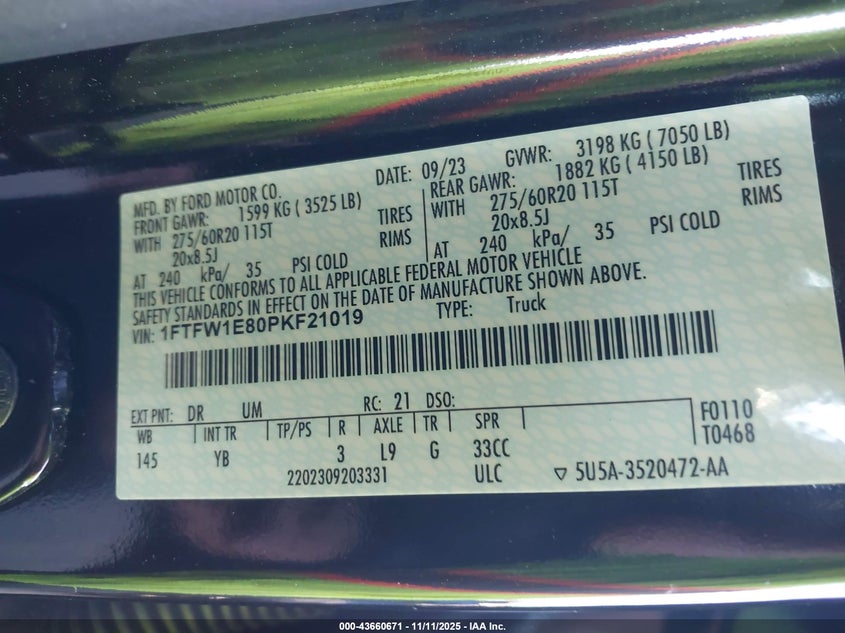 MFD. BY FORD MOTOR CO.
DATE: 09/23 GVWR: 3198 KG ( 7050 LB)
FRONT GAWR: 1599 KG ( 3525 LB)
WITH 275/60R20 115T TIRES
20x8.5J RIMS
AT 240 kPa/ 35 PSI COLD
REAR GAWR: 1882 KG ( 4150 LB)
WITH 275/60R20 115T TIRES
20x8.5J RIMS
AT 240 kPa/ 35 PSI COLD
THIS VEHICLE CONFORMS TO ALL APPLICABLE FEDERAL MOTOR VEHICLE
SAFETY STANDARDS IN EFFECT ON THE DATE OF MANUFACTURE SHOWN ABOVE.
VIN: 1FTFW1E80PKF21019 TYPE: Truck
EXT PNT: DR UM RC: 21 DSO:
WB INT TR TP/PS R AXLE TR SPR
145 YB 3 L9 G 33CC
F0110
T0468
2202309203331 ULC ▽ 5U5A-3520472-AA
000-43660671 - 11/11/2025 - IAA Inc.